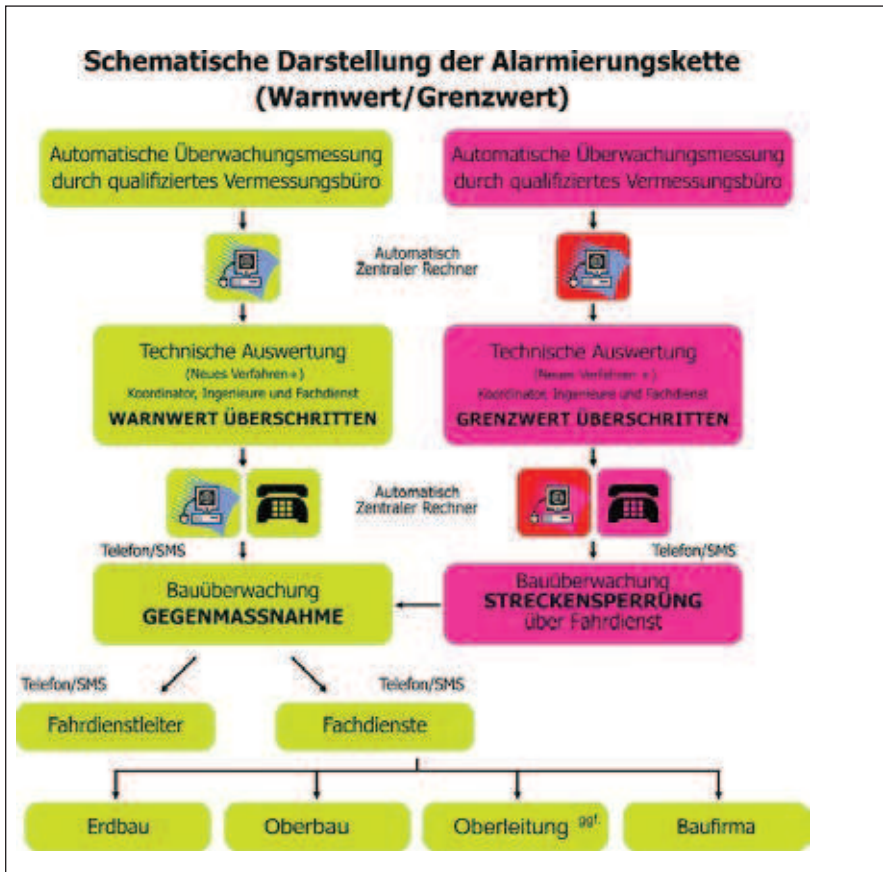 Schematische Darstellung der Alarmierungskette
(Warnwert/Grenzwert)
Automatische Überwachungsmessung
durch qualifiziertes Vermessungsbüro
Automatische Überwachungsmessung
durch qualifiziertes Vermessungsbüro
Automatisch
Zentraler Rechner
Technische Auswertung
(Neues Verfahren +)
Koordinator, Ingenieure und Fachdienst
WARNWERT ÜBERSCHRITTEN
Technische Auswertung
(Neues Verfahren +)
Koordinator, Ingenieure und Fachdienst
GRENZWERT ÜBERSCHRITTEN
Automatisch
Zentraler Rechner
Telefon/SMS
Telefon/SMS
Bauüberwachung
GEGENMASSNAHME
Bauüberwachung
STRECKENSPERRÜNG
über Fahrdienst
Telefon/SMS
Telefon/SMS
Fahrdienstleiter
Fachdienste
Erdbau
Oberbau
Oberleitung ggf.
Baufirma